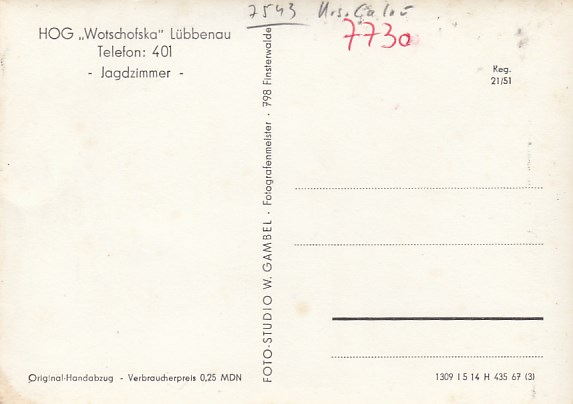 HOG „Wotschofska“ Lübbenau
Telefon: 401
- Jagdzimmer -
7543
7730
Reg.
21/51
FOTO-STUDIO W. GAMBEL · Fotografenmeister · 798 Finsterwalde
Original-Handabzug - Verbraucherpreis 0,25 MDN
1309 I 5 14 H 435 67 (3)